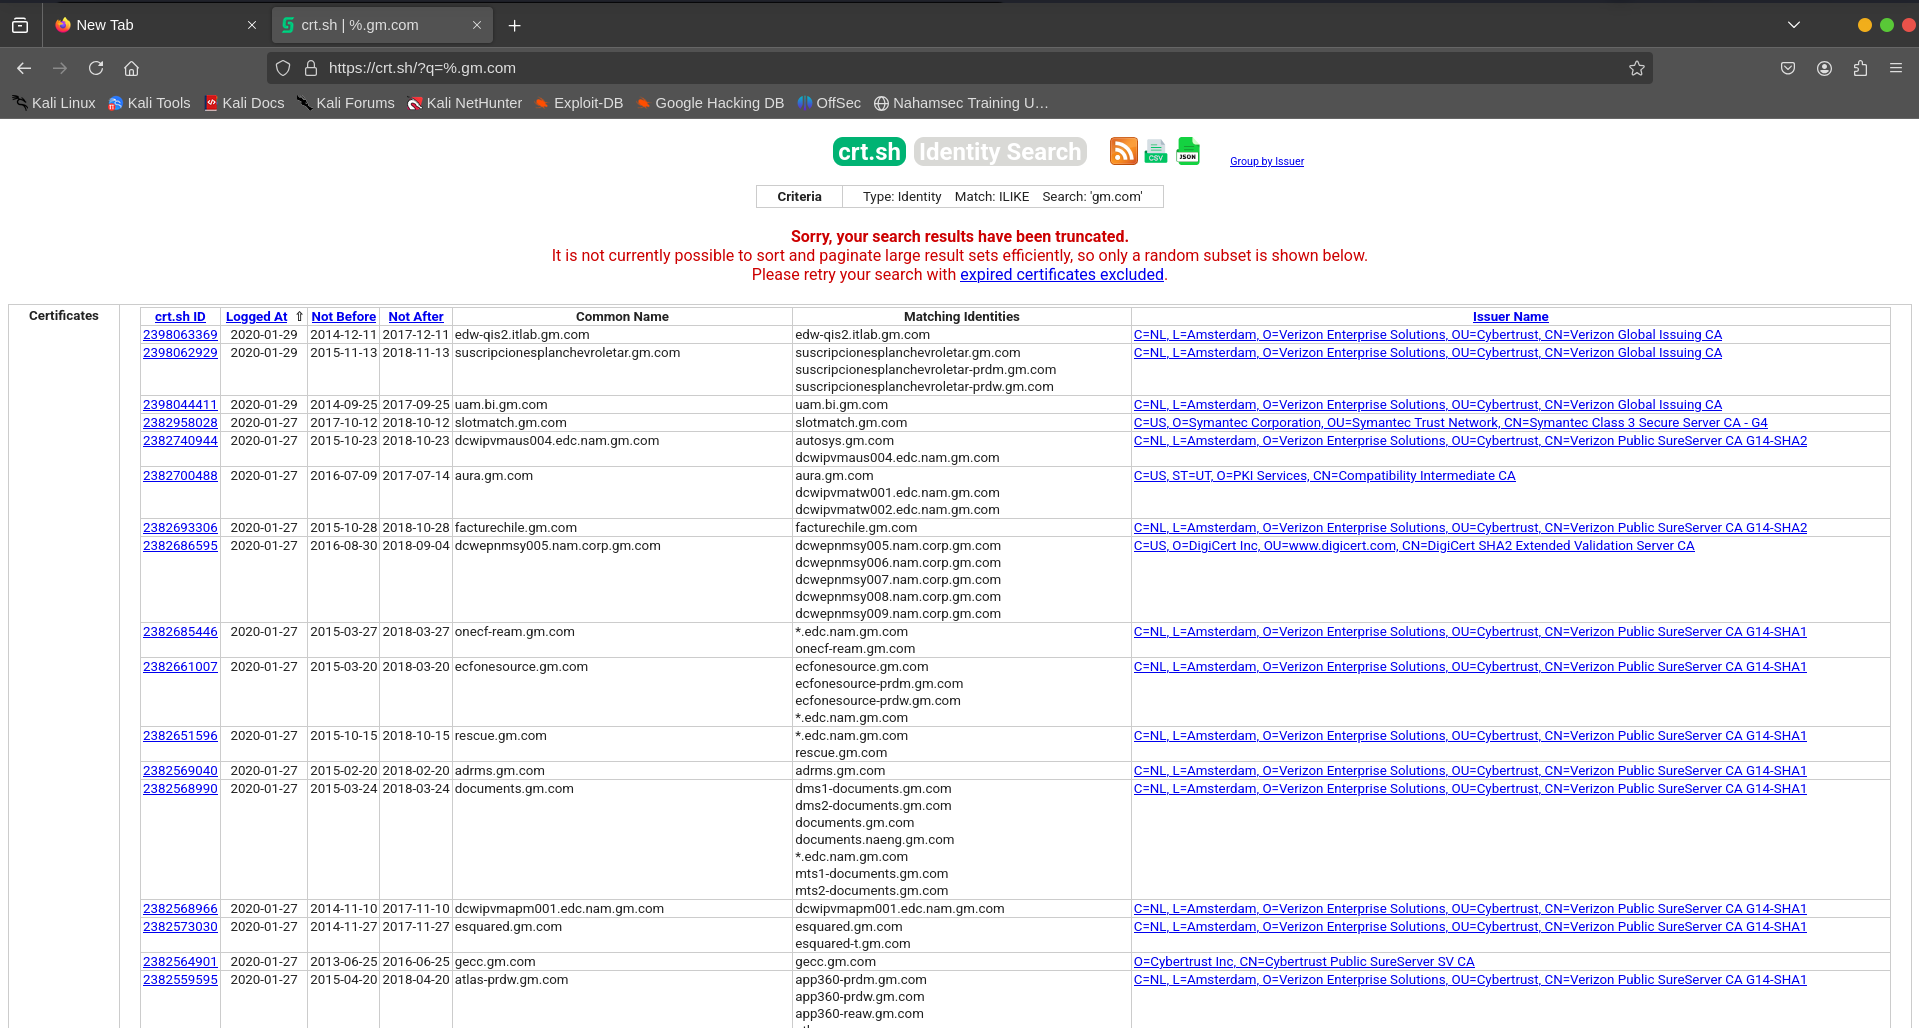 New Tab
crt.sh | %.gm.com
https://crt.sh/?q=%.gm.com
Kali Linux Kali Tools Kali Docs Kali Forums Kali NetHunter Exploit-DB Google Hacking DB OffSec Nahamsec Training U…
crt.sh Identity Search CSV JSON Group by Issuer
Criteria Type: Identity Match: ILIKE Search: 'gm.com'
Sorry, your search results have been truncated.
It is not currently possible to sort and paginate large result sets efficiently, so only a random subset is shown below.
Please retry your search with expired certificates excluded.
Certificates crt.sh ID Logged At ⇧ Not Before Not After Common Name Matching Identities Issuer Name
2398063369 2020-01-29 2014-12-11 2017-12-11 edw-qis2.itlab.gm.com edw-qis2.itlab.gm.com C=NL, L=Amsterdam, O=Verizon Enterprise Solutions, OU=Cybertrust, CN=Verizon Global Issuing CA
2398062929 2020-01-29 2015-11-13 2018-11-13 suscripcionesplanchevroletar.gm.com suscripcionesplanchevroletar.gm.com C=NL, L=Amsterdam, O=Verizon Enterprise Solutions, OU=Cybertrust, CN=Verizon Global Issuing CA
suscripcionesplanchevroletar-prdm.gm.com
suscripcionesplanchevroletar-prdw.gm.com
2398044411 2020-01-29 2014-09-25 2017-09-25 uam.bi.gm.com uam.bi.gm.com C=NL, L=Amsterdam, O=Verizon Enterprise Solutions, OU=Cybertrust, CN=Verizon Global Issuing CA
2382958028 2020-01-27 2017-10-12 2018-10-12 slotmatch.gm.com slotmatch.gm.com C=US, O=Symantec Corporation, OU=Symantec Trust Network, CN=Symantec Class 3 Secure Server CA - G4
2382740944 2020-01-27 2015-10-23 2018-10-23 dcwipvmaus004.edc.nam.gm.com autosys.gm.com C=NL, L=Amsterdam, O=Verizon Enterprise Solutions, OU=Cybertrust, CN=Verizon Public SureServer CA G14-SHA2
dcwipvmaus004.edc.nam.gm.com
2382700488 2020-01-27 2016-07-09 2017-07-14 aura.gm.com aura.gm.com C=US, ST=UT, O=PKI Services, CN=Compatibility Intermediate CA
dcwipvmatw001.edc.nam.gm.com
dcwipvmatw002.edc.nam.gm.com
2382693306 2020-01-27 2015-10-28 2018-10-28 facturechile.gm.com facturechile.gm.com C=NL, L=Amsterdam, O=Verizon Enterprise Solutions, OU=Cybertrust, CN=Verizon Public SureServer CA G14-SHA2
2382686595 2020-01-27 2016-08-30 2018-09-04 dcwepnmsy005.nam.corp.gm.com dcwepnmsy005.nam.corp.gm.com C=US, O=DigiCert Inc, OU=www.digicert.com, CN=DigiCert SHA2 Extended Validation Server CA
dcwepnmsy006.nam.corp.gm.com
dcwepnmsy007.nam.corp.gm.com
dcwepnmsy008.nam.corp.gm.com
dcwepnmsy009.nam.corp.gm.com
2382685446 2020-01-27 2015-03-27 2018-03-27 onecf-ream.gm.com *.edc.nam.gm.com C=NL, L=Amsterdam, O=Verizon Enterprise Solutions, OU=Cybertrust, CN=Verizon Public SureServer CA G14-SHA1
onecf-ream.gm.com
2382661007 2020-01-27 2015-03-20 2018-03-20 ecfonesource.gm.com ecfonesource.gm.com C=NL, L=Amsterdam, O=Verizon Enterprise Solutions, OU=Cybertrust, CN=Verizon Public SureServer CA G14-SHA1
ecfonesource-prdm.gm.com
ecfonesource-prdw.gm.com
*.edc.nam.gm.com
2382651596 2020-01-27 2015-10-15 2018-10-15 rescue.gm.com *.edc.nam.gm.com C=NL, L=Amsterdam, O=Verizon Enterprise Solutions, OU=Cybertrust, CN=Verizon Public SureServer CA G14-SHA1
rescue.gm.com
2382569040 2020-01-27 2015-02-20 2018-02-20 adrms.gm.com adrms.gm.com C=NL, L=Amsterdam, O=Verizon Enterprise Solutions, OU=Cybertrust, CN=Verizon Public SureServer CA G14-SHA1
2382568990 2020-01-27 2015-03-24 2018-03-24 documents.gm.com dms1-documents.gm.com C=NL, L=Amsterdam, O=Verizon Enterprise Solutions, OU=Cybertrust, CN=Verizon Public SureServer CA G14-SHA1
dms2-documents.gm.com
documents.gm.com
documents.naeng.gm.com
*.edc.nam.gm.com
mts1-documents.gm.com
mts2-documents.gm.com
2382568966 2020-01-27 2014-11-10 2017-11-10 dcwipvmapm001.edc.nam.gm.com dcwipvmapm001.edc.nam.gm.com C=NL, L=Amsterdam, O=Verizon Enterprise Solutions, OU=Cybertrust, CN=Verizon Public SureServer CA G14-SHA1
2382573030 2020-01-27 2014-11-27 2017-11-27 esquared.gm.com esquared.gm.com C=NL, L=Amsterdam, O=Verizon Enterprise Solutions, OU=Cybertrust, CN=Verizon Public SureServer CA G14-SHA1
esquared-t.gm.com
2382564901 2020-01-27 2013-06-25 2016-06-25 gecc.gm.com gecc.gm.com O=Cybertrust Inc, CN=Cybertrust Public SureServer SV CA
2382559595 2020-01-27 2015-04-20 2018-04-20 atlas-prdw.gm.com app360-prdm.gm.com C=NL, L=Amsterdam, O=Verizon Enterprise Solutions, OU=Cybertrust, CN=Verizon Public SureServer CA G14-SHA1
app360-prdw.gm.com
app360-reaw.gm.com